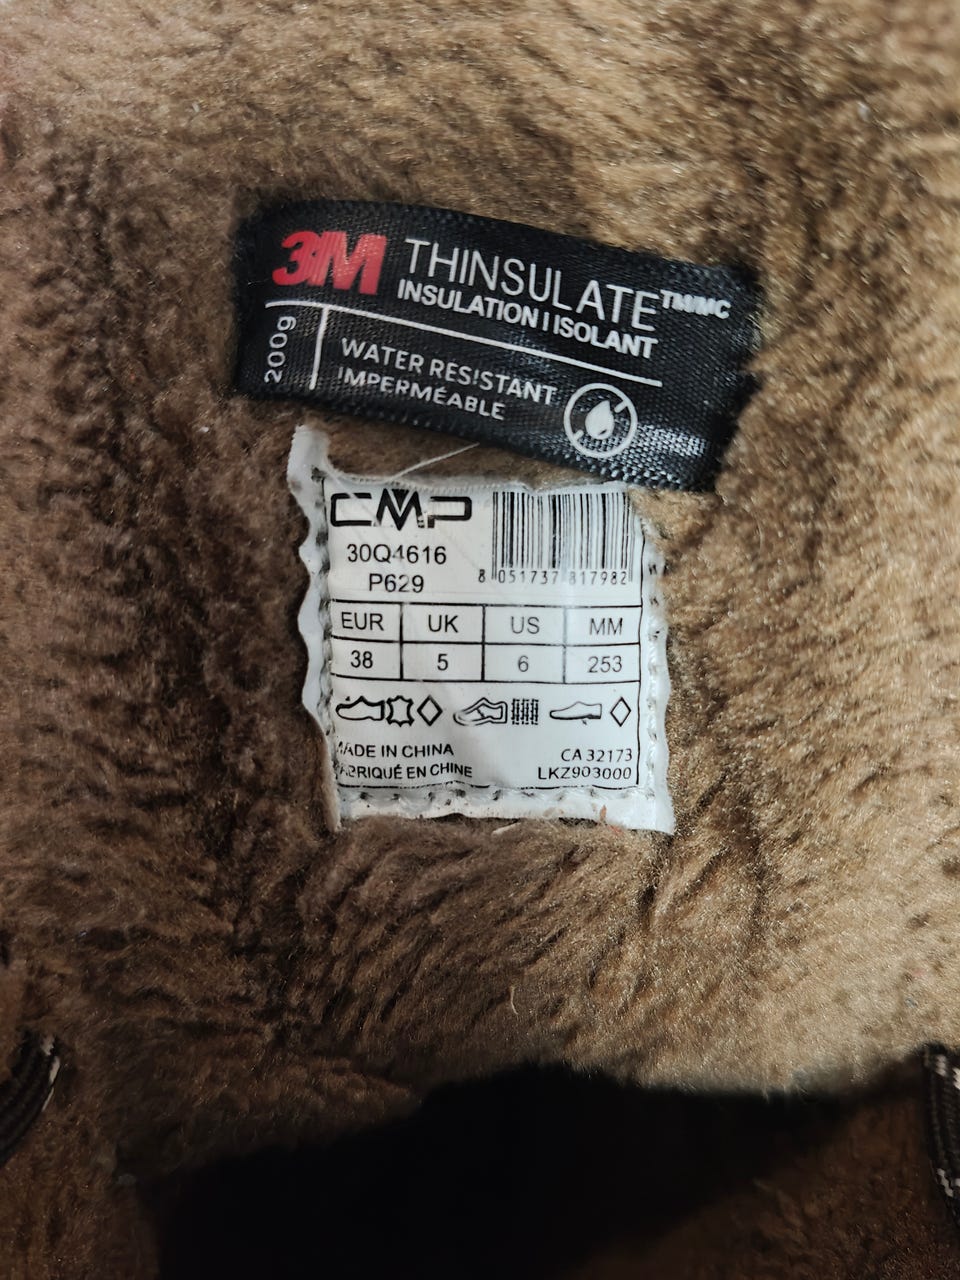 3M THINSULATE™/MC
INSULATION | ISOLANT
200g
WATER RESISTANT
IMPERMÉABLE
CMP
30Q4616
P629
8 051737 817982
EUR UK US MM
38 5 6 253
MADE IN CHINA
FABRIQUÉ EN CHINE
CA 32173
LKZ903000